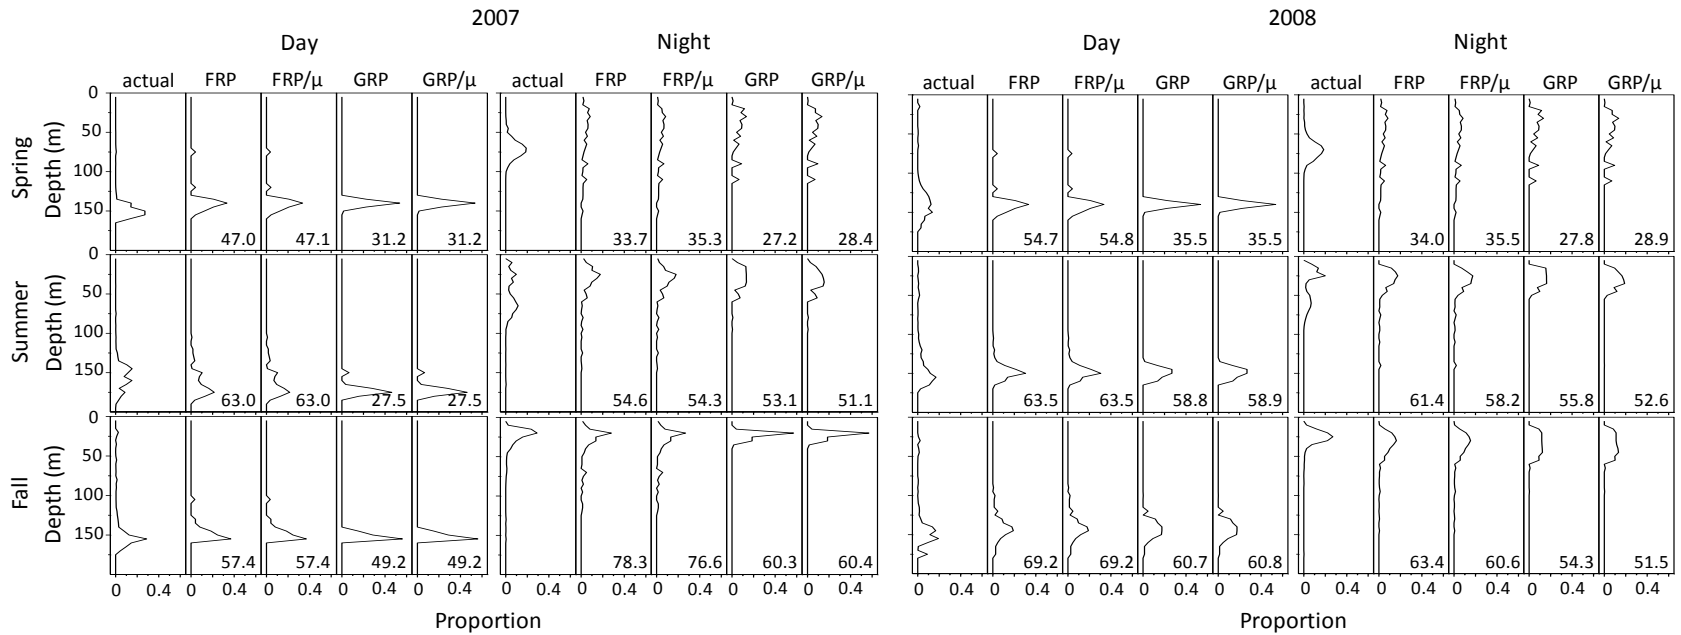 2007 2008
Day Night Day Night
actual FRP FRP/μ GRP GRP/μ actual FRP FRP/μ GRP GRP/μ actual FRP FRP/μ GRP GRP/μ actual FRP FRP/μ GRP GRP/μ
Spring
Depth (m)
0
50
100
150
47.0 47.1 31.2 31.2 33.7 35.3 27.2 28.4 54.7 54.8 35.5 35.5 34.0 35.5 27.8 28.9
Summer
Depth (m)
0
50
100
150
63.0 63.0 27.5 27.5 54.6 54.3 53.1 51.1 63.5 63.5 58.8 58.9 61.4 58.2 55.8 52.6
Fall
Depth (m)
0
50
100
150
57.4 57.4 49.2 49.2 78.3 76.6 60.3 60.4 69.2 69.2 60.7 60.8 63.4 60.6 54.3 51.5
0 0.4 0 0.4 0 0.4 0 0.4 0 0.4 0 0.4 0 0.4 0 0.4 0 0.4 0 0.4 0 0.4 0 0.4 0 0.4 0 0.4 0 0.4 0 0.4 0 0.4 0 0.4 0 0.4 0 0.4
Proportion Proportion